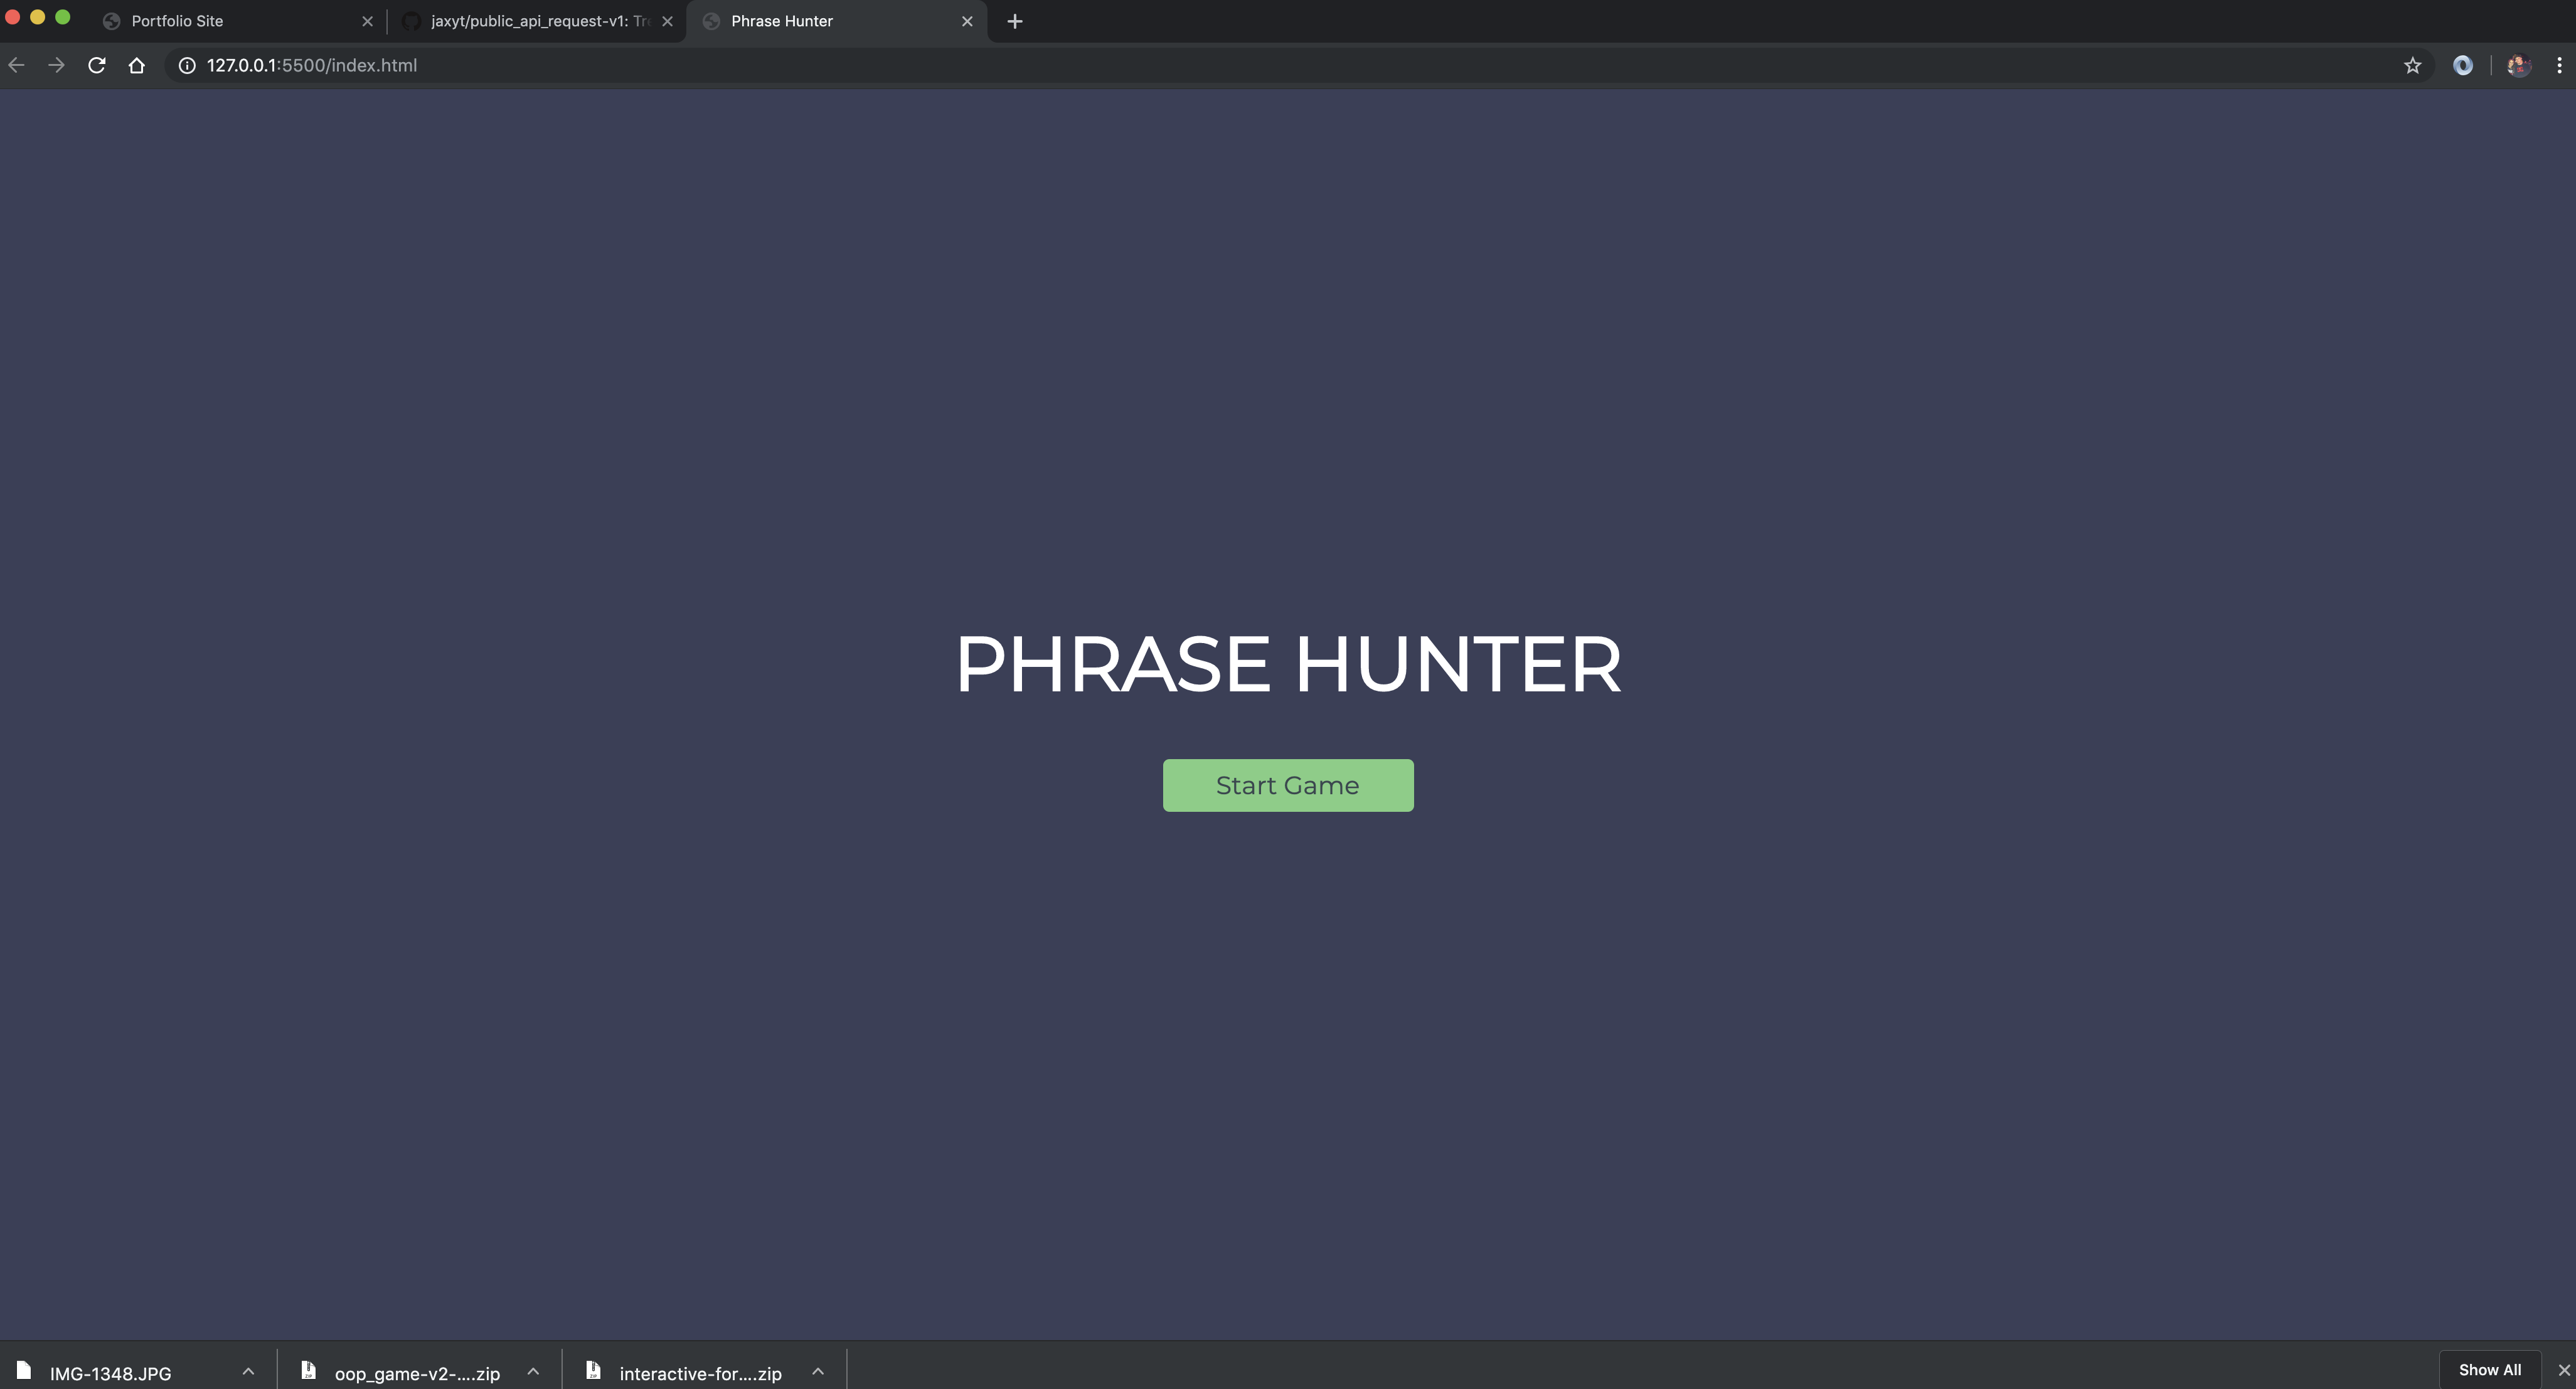 Portfolio Site
jaxyt/public_api_request-v1: Tre
Phrase Hunter
127.0.0.1:5500/index.html
PHRASE HUNTER
Start Game
IMG-1348.JPG
oop_game-v2-....zip
interactive-for....zip
Show All